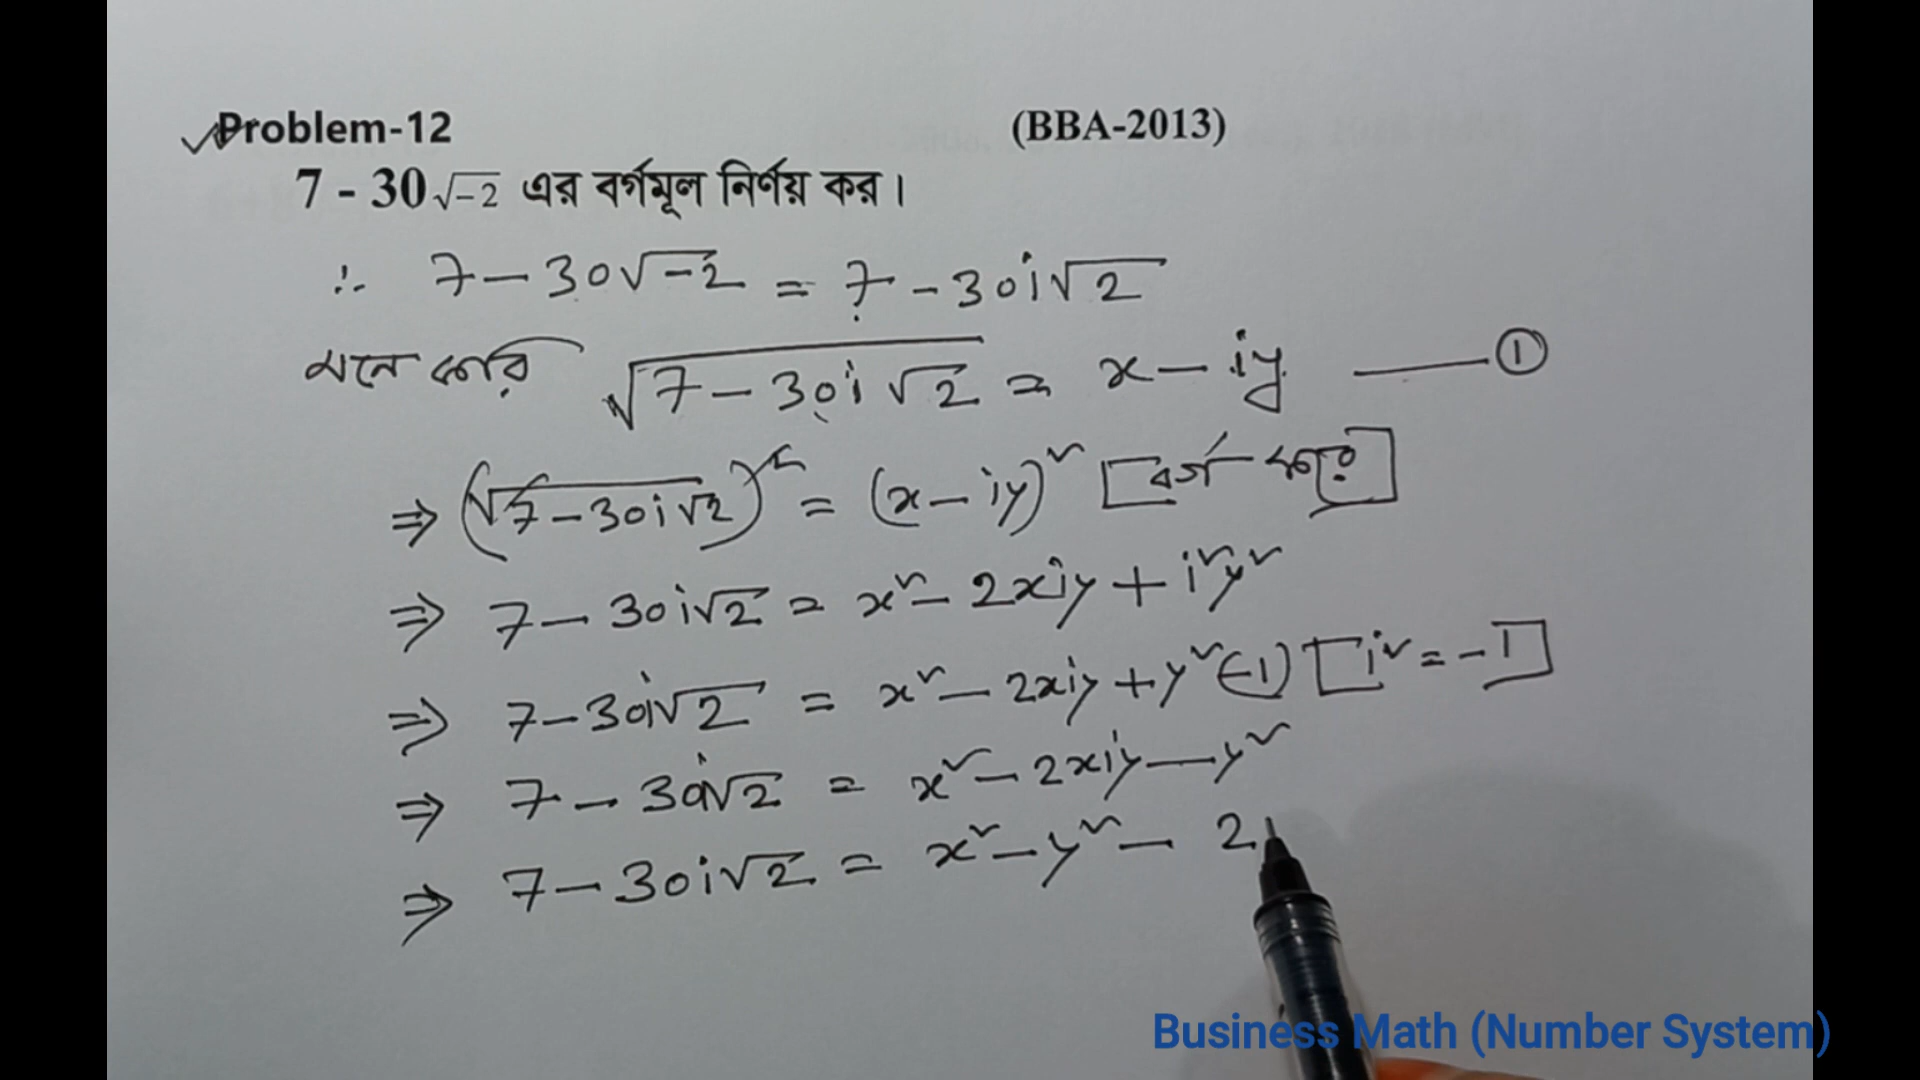 Problem-12 (BBA-2013)
7 - 30√-2 এর বর্গমূল নির্ণয় কর।
∴ 7 - 30√-2 = 7 - 30i√2
মনে করি √(7 - 30i√2) = x - iy —— ①
⇒ (√(7 - 30i√2))² = (x - iy)² [বর্গ করে]
⇒ 7 - 30i√2 = x² - 2xiy + i²y²
⇒ 7 - 30i√2 = x² - 2xiy + y²(-1) [i² = -1]
⇒ 7 - 30i√2 = x² - 2xiy - y²
⇒ 7 - 30i√2 = x² - y² - 2
Business Math (Number System)